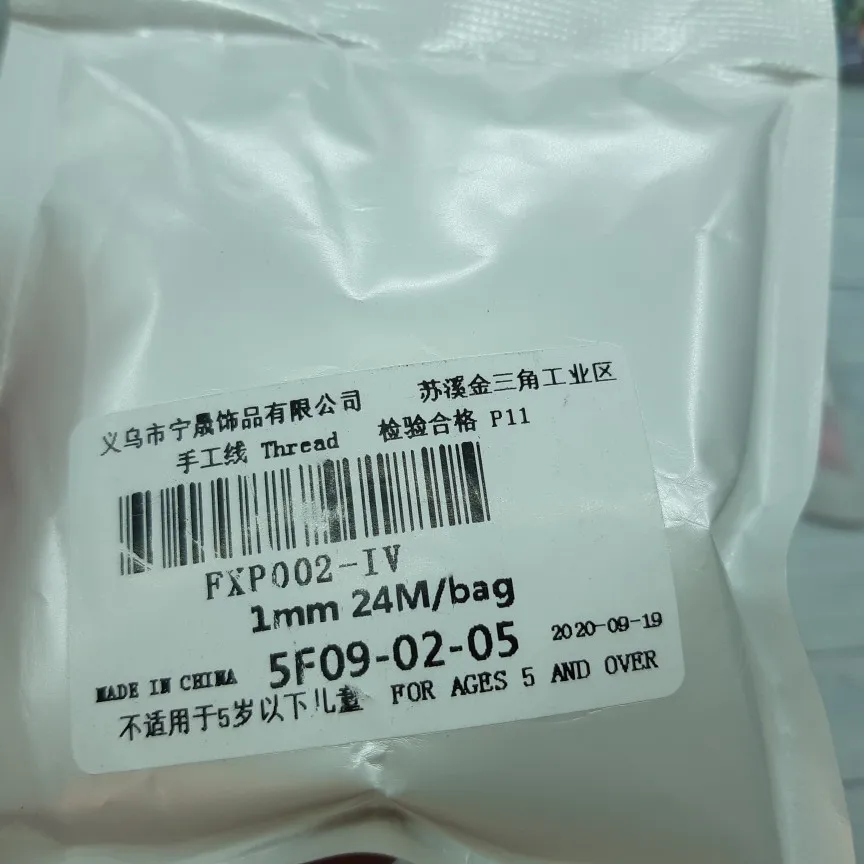 义乌市宁晟饰品有限公司 苏溪金三角工业区
手工线 Thread 检验合格 P11
FXP002-IV
1mm 24M/bag
MADE IN CHINA 5F09-02-05 2020-09-19
不适用于5岁以下儿童 FOR AGES 5 AND OVER